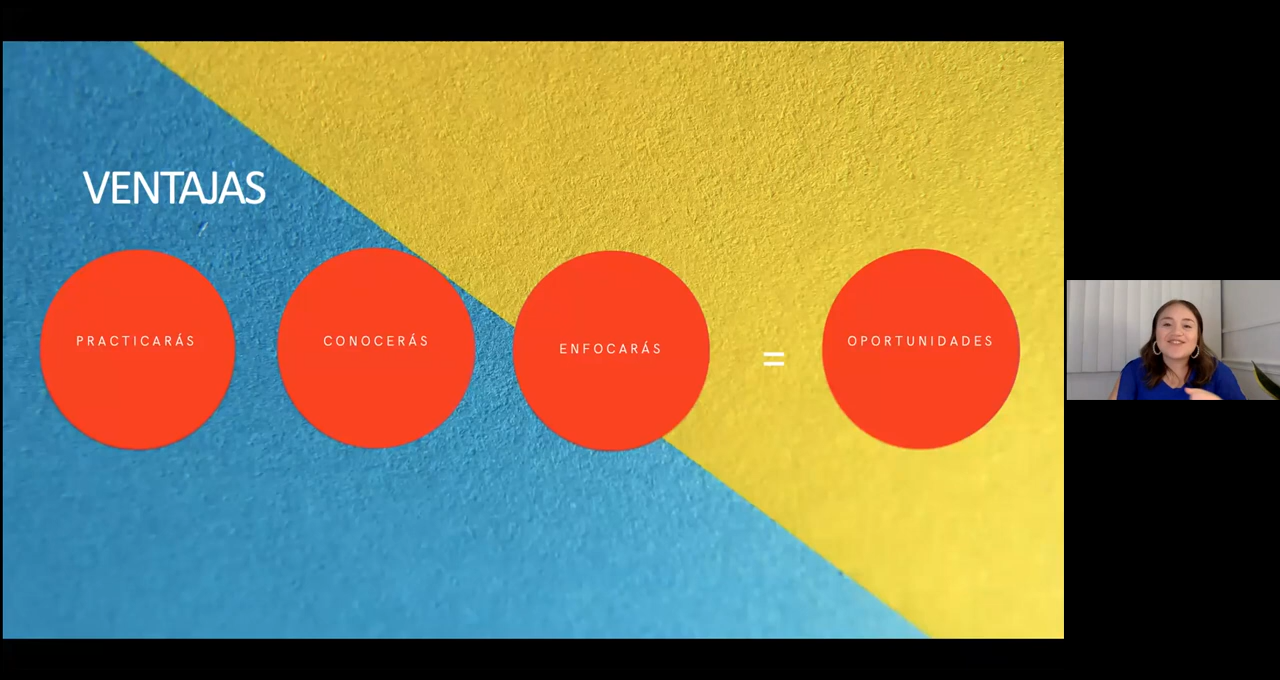 VENTAJAS
PRACTICARÁS
CONOCERÁS
ENFOCARÁS
=
OPORTUNIDADES